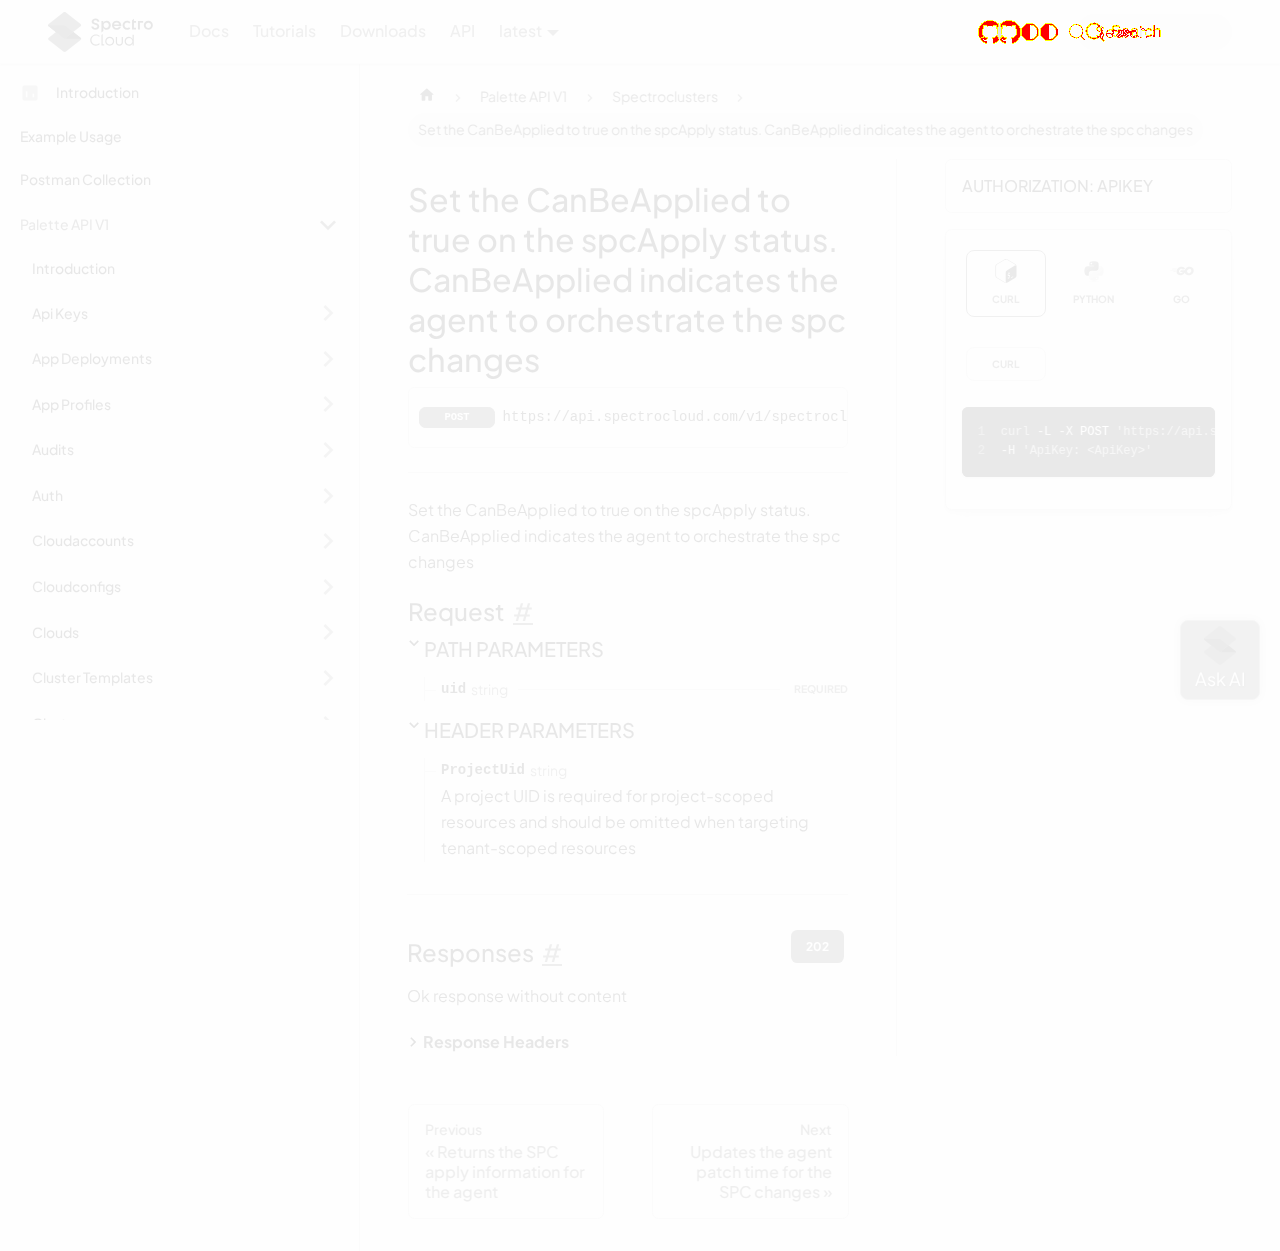 Spectro
Cloud
Docs
Tutorials
Downloads
API
latest
Search
Introduction
Example Usage
Postman Collection
Palette API V1
Introduction
Api Keys
App Deployments
App Profiles
Audits
Auth
Cloudaccounts
Cloudconfigs
Clouds
Cluster Templates
Palette API V1
Spectroclusters
Set the CanBeApplied to true on the spcApply status. CanBeApplied indicates the agent to orchestrate the spc changes
Set the CanBeApplied to
true on the spcApply status.
CanBeApplied indicates the
agent to orchestrate the spc
changes
POST https://api.spectrocloud.com/v1/spectrocl
Set the CanBeApplied to true on the spcApply status.
CanBeApplied indicates the agent to orchestrate the spc
changes
Request #
PATH PARAMETERS
uid string REQUIRED
HEADER PARAMETERS
ProjectUid string
A project UID is required for project-scoped
resources and should be omitted when targeting
tenant-scoped resources
Responses #
202
Ok response without content
Response Headers
Previous
« Returns the SPC
apply information for
the agent
Next
Updates the agent
patch time for the
SPC changes »
AUTHORIZATION: APIKEY
CURL
PYTHON
GO
GO
CURL
1 curl -L -X POST 'https://api.s
2 -H 'ApiKey: <ApiKey>'
Ask AI